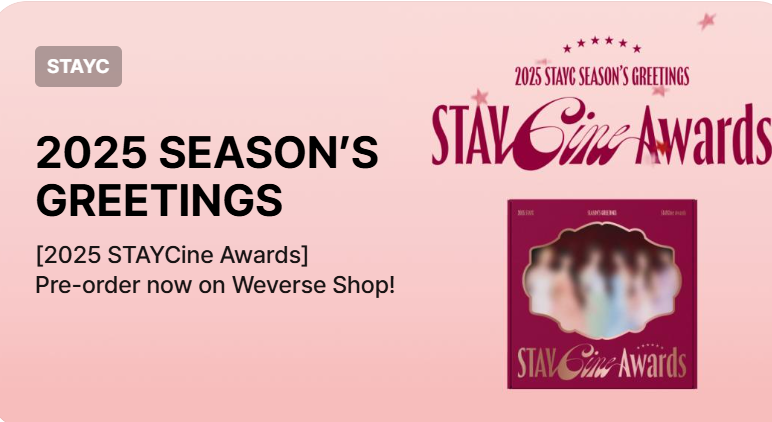 STAYC
2025 SEASON'S
GREETINGS
[2025 STAYCine Awards]
Pre-order now on Weverse Shop!
2025 STAYC SEASON'S GREETINGS
STAYCine Awards
STAYCine Awards